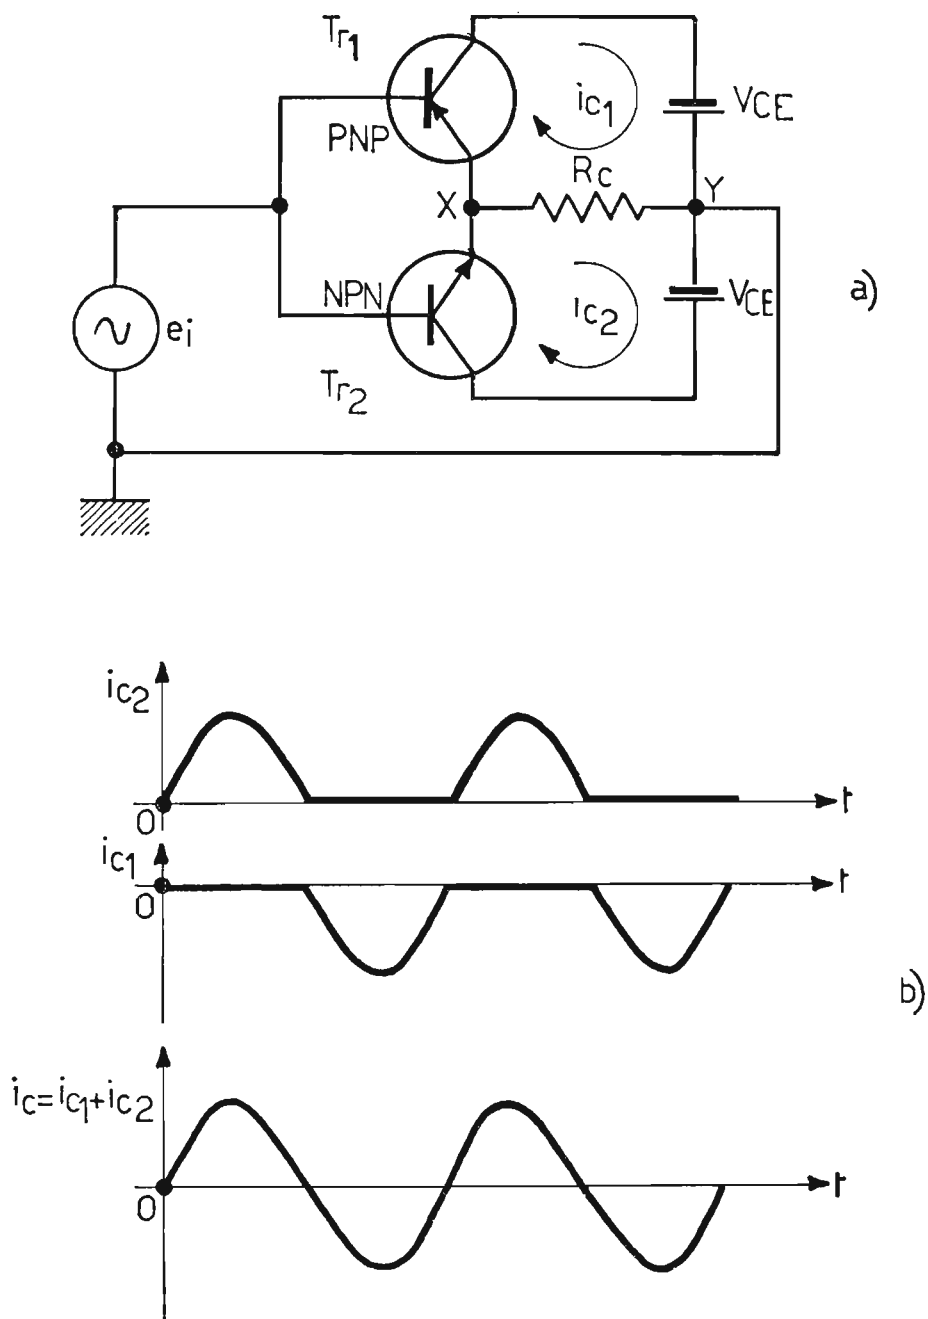 Tr1
PNP
ic1
VCE
X
Rc
Y
NPN
Tr2
ic2
VCE
ei
a)
ic2
0
t
ic1
0
t
b)
ic=ic1+ic2
0
t